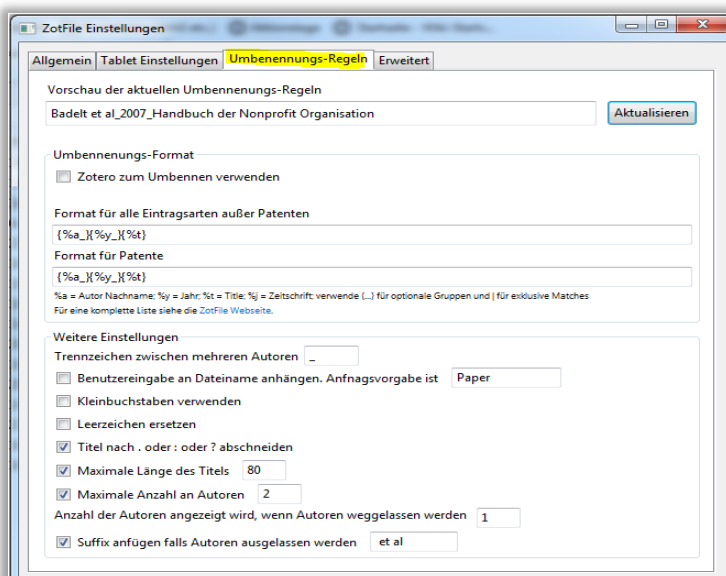 ZotFile Einstellungen
Allgemein Tablet Einstellungen Umbenennungs-Regeln Erweitert
Vorschau der aktuellen Umbennenungs-Regeln
Badelt et al_2007_Handbuch der Nonprofit Organisation Aktualisieren
Umbennenungs-Format
Zotero zum Umbennen verwenden
Format für alle Eintragsarten außer Patenten
{%a_}{%y_}{%t}
Format für Patente
{%a_}{%y_}{%t}
%a = Autor Nachname; %y = Jahr; %t = Title; %j = Zeitschrift; verwende {...} für optionale Gruppen und | für exklusive Matches
Für eine komplette Liste siehe die ZotFile Webseite.
Weitere Einstellungen
Trennzeichen zwischen mehreren Autoren _
Benutzereingabe an Dateiname anhängen. Anfnagsvorgabe ist Paper
Kleinbuchstaben verwenden
Leerzeichen ersetzen
Titel nach . oder : oder ? abschneiden
Maximale Länge des Titels 80
Maximale Anzahl an Autoren 2
Anzahl der Autoren angezeigt wird, wenn Autoren weggelassen werden 1
Suffix anfügen falls Autoren ausgelassen werden et al